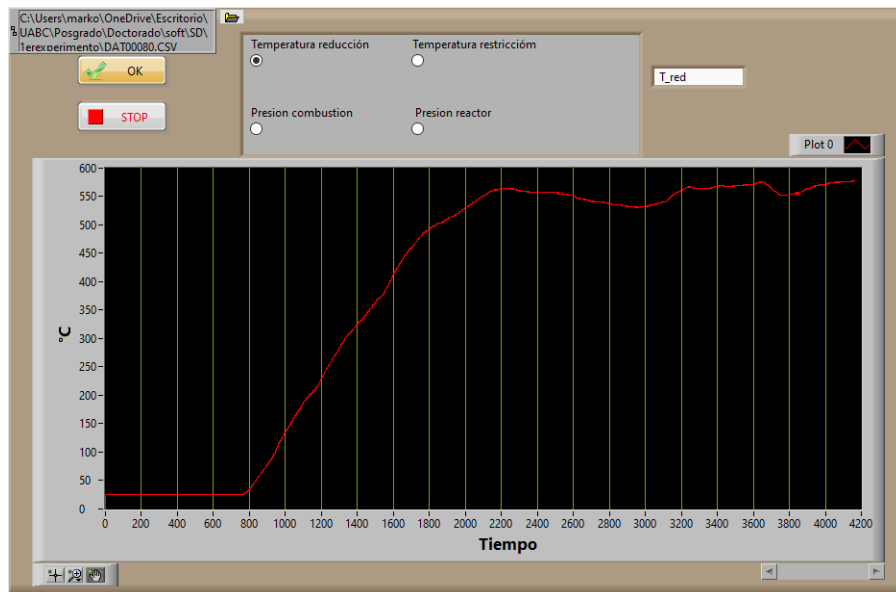 C:\Users\marko\OneDrive\Escritorio\
UABC\Posgrado\Doctorado\soft\SD\
1erexperimento\DAT00080.CSV
OK
STOP
Temperatura reducción
Temperatura restriccióm
Presion combustion
Presion reactor
T_red
Plot 0
600
550
500
450
400
350
300
250
200
150
100
50
0
°C
0 200 400 600 800 1000 1200 1400 1600 1800 2000 2200 2400 2600 2800 3000 3200 3400 3600 3800 4000 4200
Tiempo